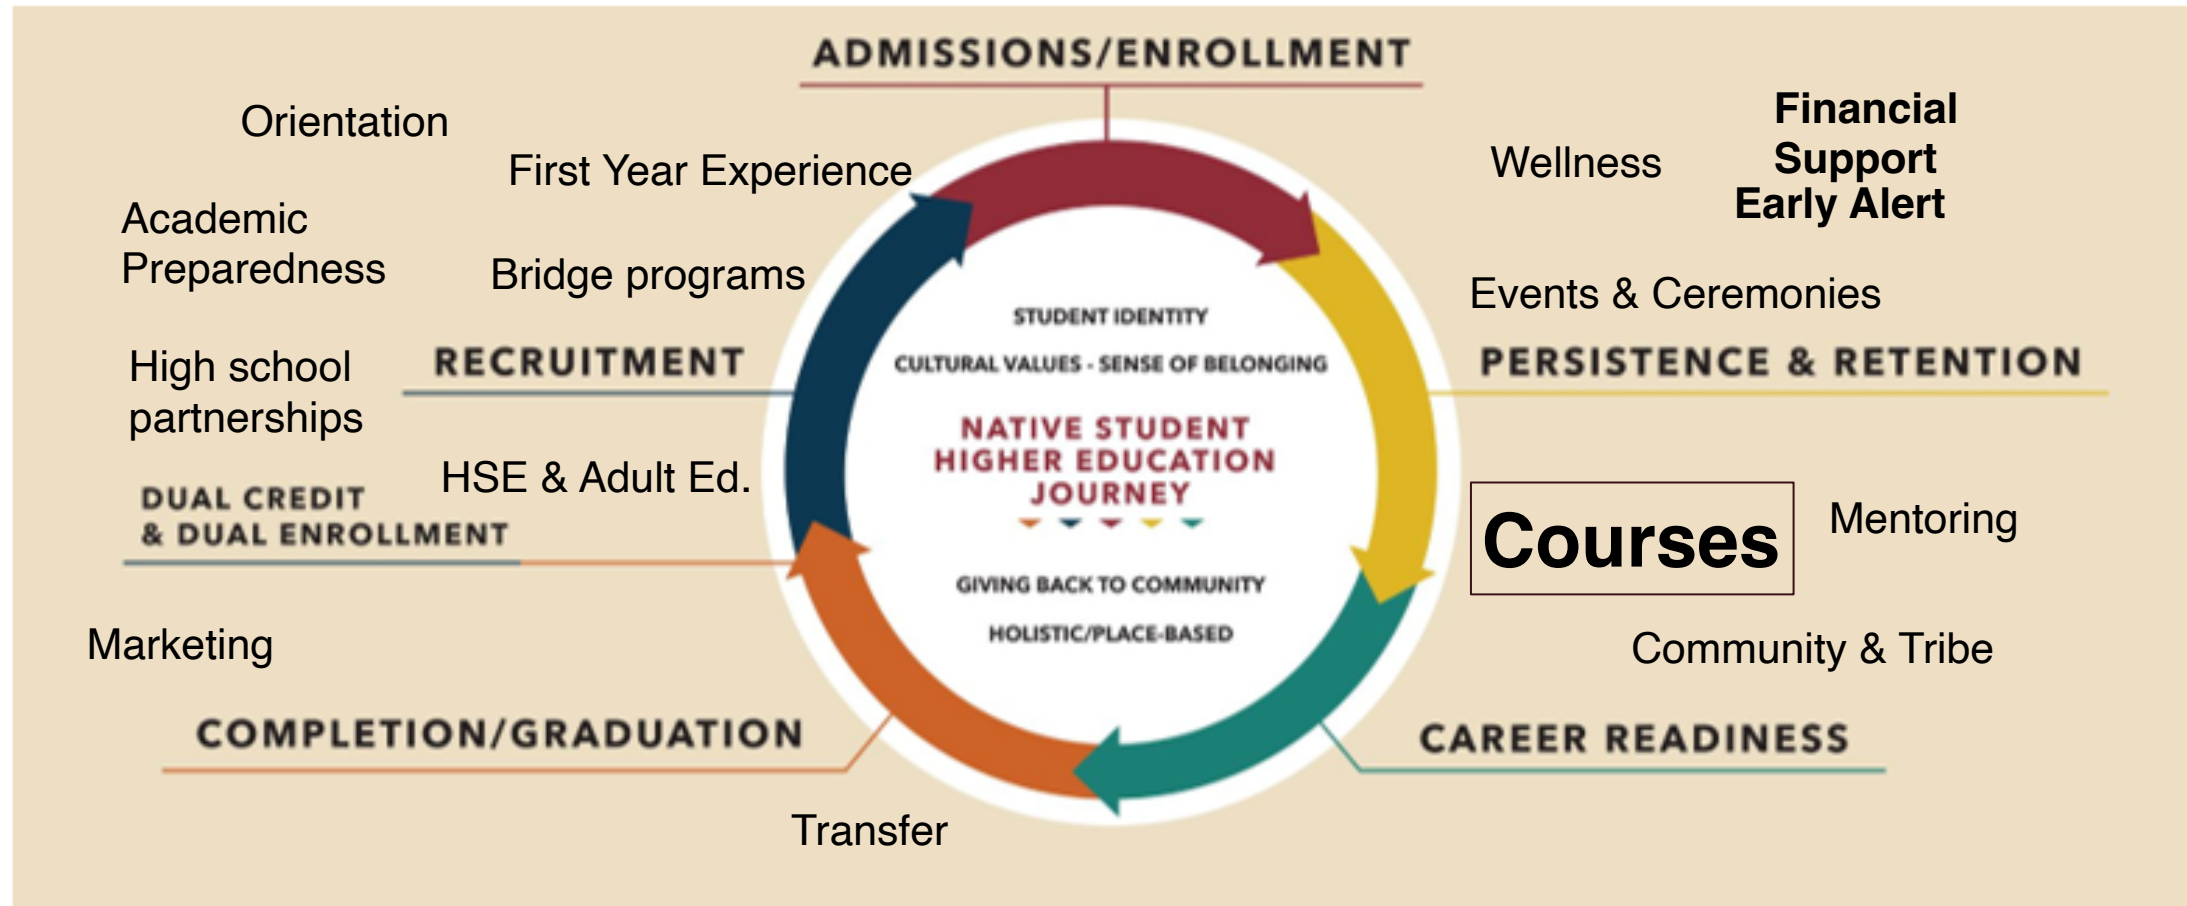 ADMISSIONS/ENROLLMENT
Orientation
First Year Experience
Academic
Preparedness
Bridge programs
High school
partnerships
RECRUITMENT
HSE & Adult Ed.
DUAL CREDIT
& DUAL ENROLLMENT
Marketing
COMPLETION/GRADUATION
Transfer
STUDENT IDENTITY
CULTURAL VALUES - SENSE OF BELONGING
NATIVE STUDENT
HIGHER EDUCATION
JOURNEY
GIVING BACK TO COMMUNITY
HOLISTIC/PLACE-BASED
Wellness
Financial
Support
Early Alert
Events & Ceremonies
PERSISTENCE & RETENTION
Courses
Mentoring
Community & Tribe
CAREER READINESS